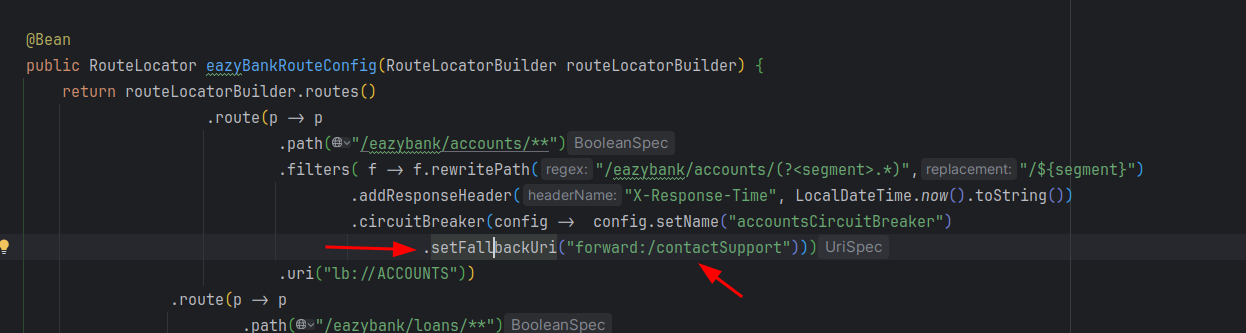 @Bean
public RouteLocator eazyBankRouteConfig(RouteLocatorBuilder routeLocatorBuilder) {
return routeLocatorBuilder.routes()
.route(p → p
.path("/eazybank/accounts/**") BooleanSpec
.filters( f → f.rewritePath( regex: "/eazybank/accounts/(?<segment>.*)", replacement: "/${segment}")
.addResponseHeader( headerName: "X-Response-Time", LocalDateTime.now().toString())
.circuitBreaker(config → config.setName("accountsCircuitBreaker")
.setFallbackUri("forward:/contactSupport"))) UriSpec
.uri("lb://ACCOUNTS"))
.route(p → p
.path("/eazybank/loans/**") BooleanSpec